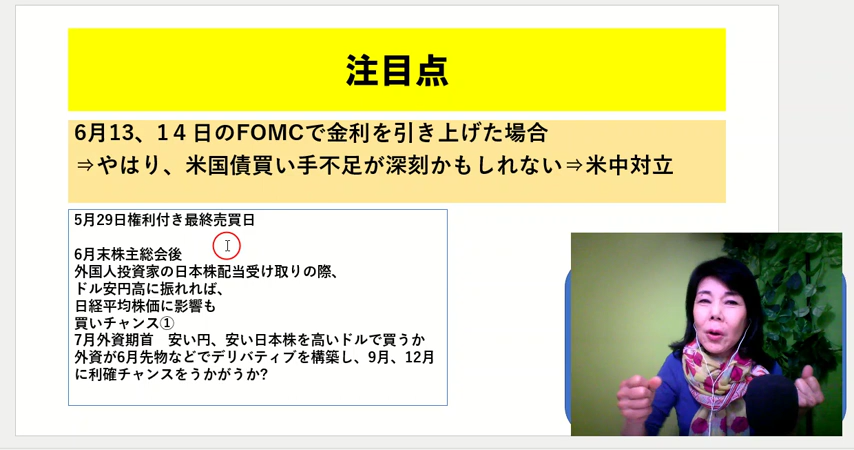 注目点
6月13、1４日のFOMCで金利を引き上げた場合
⇒やはり、米国債買い手不足が深刻かもしれない⇒米中対立
5月29日権利付き最終売買日
6月末株主総会後
外国人投資家の日本株配当受け取りの際、
ドル安円高に振れれば、
日経平均株価に影響も
買いチャンス①
7月外資期首　安い円、安い日本株を高いドルで買うか
外資が6月先物などでデリバティブを構築し、9月、12月
に利確チャンスをうかがうか?